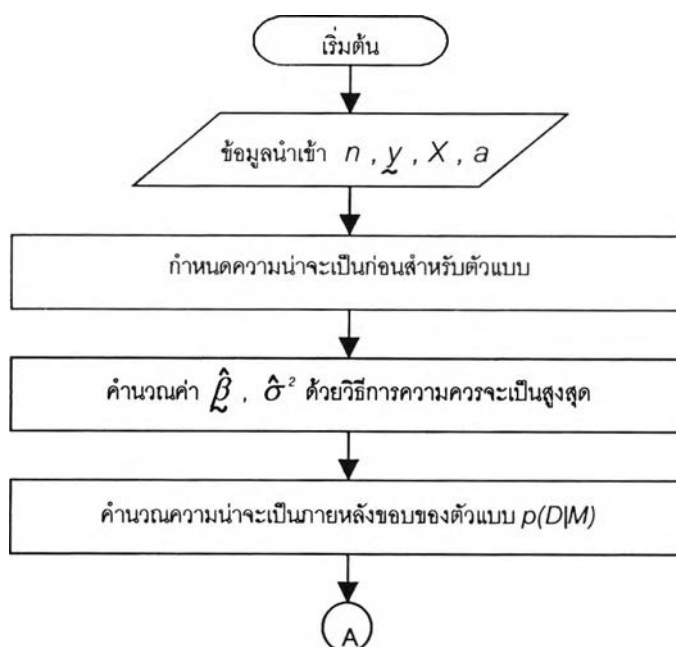 เริ่มต้น
ข้อมูลนำเข้า n , y̰ , X , a
กำหนดความน่าจะเป็นก่อนสำหรับตัวแบบ
คำนวณค่า β̰̂ , σ̂² ด้วยวิธีการความควรจะเป็นสูงสุด
คำนวณความน่าจะเป็นภายหลังขอบของตัวแบบ p(D|M)
A